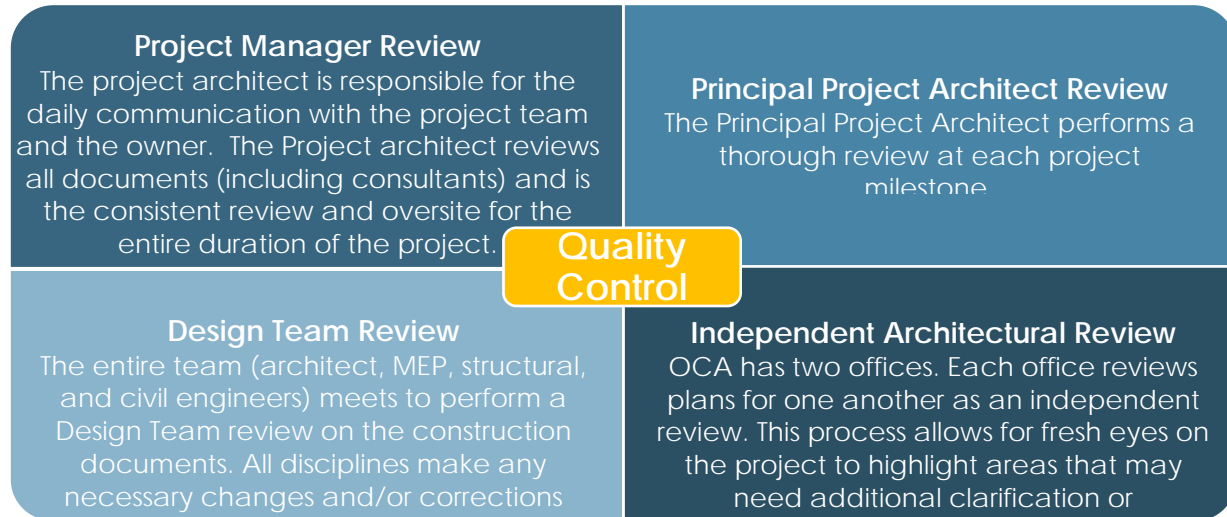 Project Manager Review
The project architect is responsible for the
daily communication with the project team
and the owner.  The Project architect reviews
all documents (including consultants) and is
the consistent review and oversite for the
entire duration of the project.
Principal Project Architect Review
The Principal Project Architect performs a
thorough review at each project
milestone
Quality
Control
Design Team Review
The entire team (architect, MEP, structural,
and civil engineers) meets to perform a
Design Team review on the construction
documents. All disciplines make any
necessary changes and/or corrections
Independent Architectural Review
OCA has two offices. Each office reviews
plans for one another as an independent
review. This process allows for fresh eyes on
the project to highlight areas that may
need additional clarification or